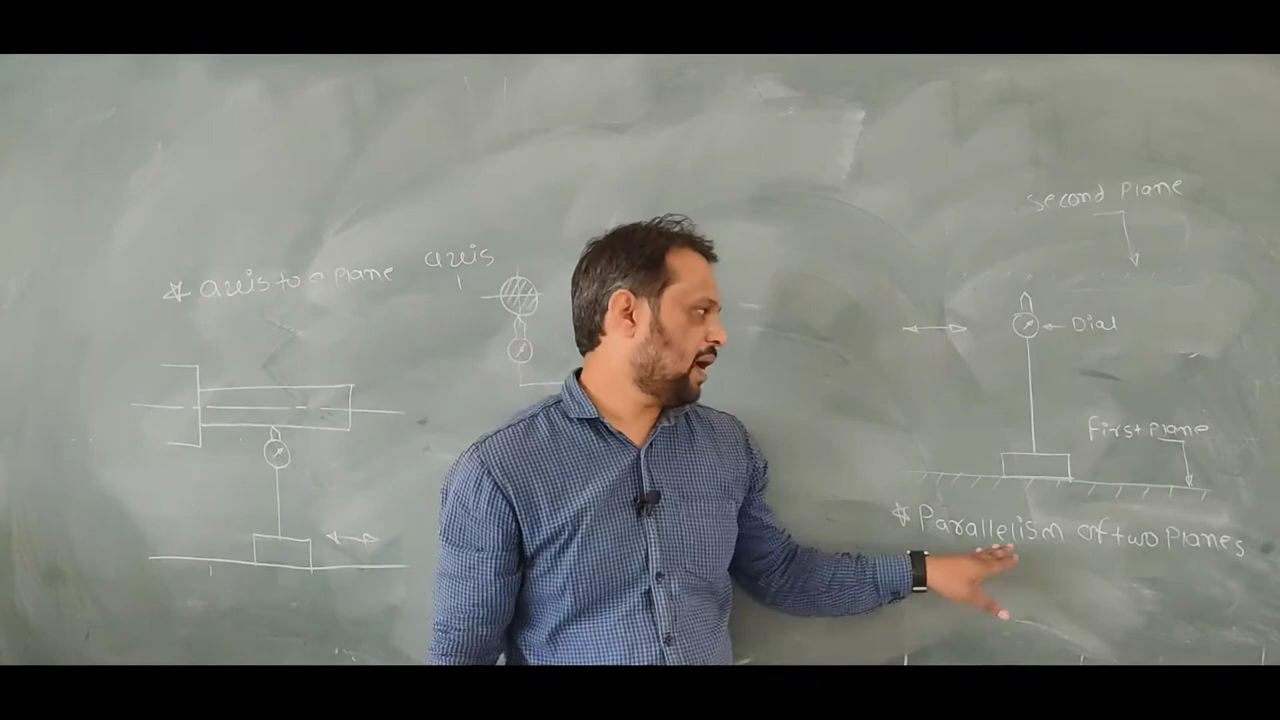 Second Plane
* axis to a Plane
axis
Dial
First Plane
* Parallelism of two Planes